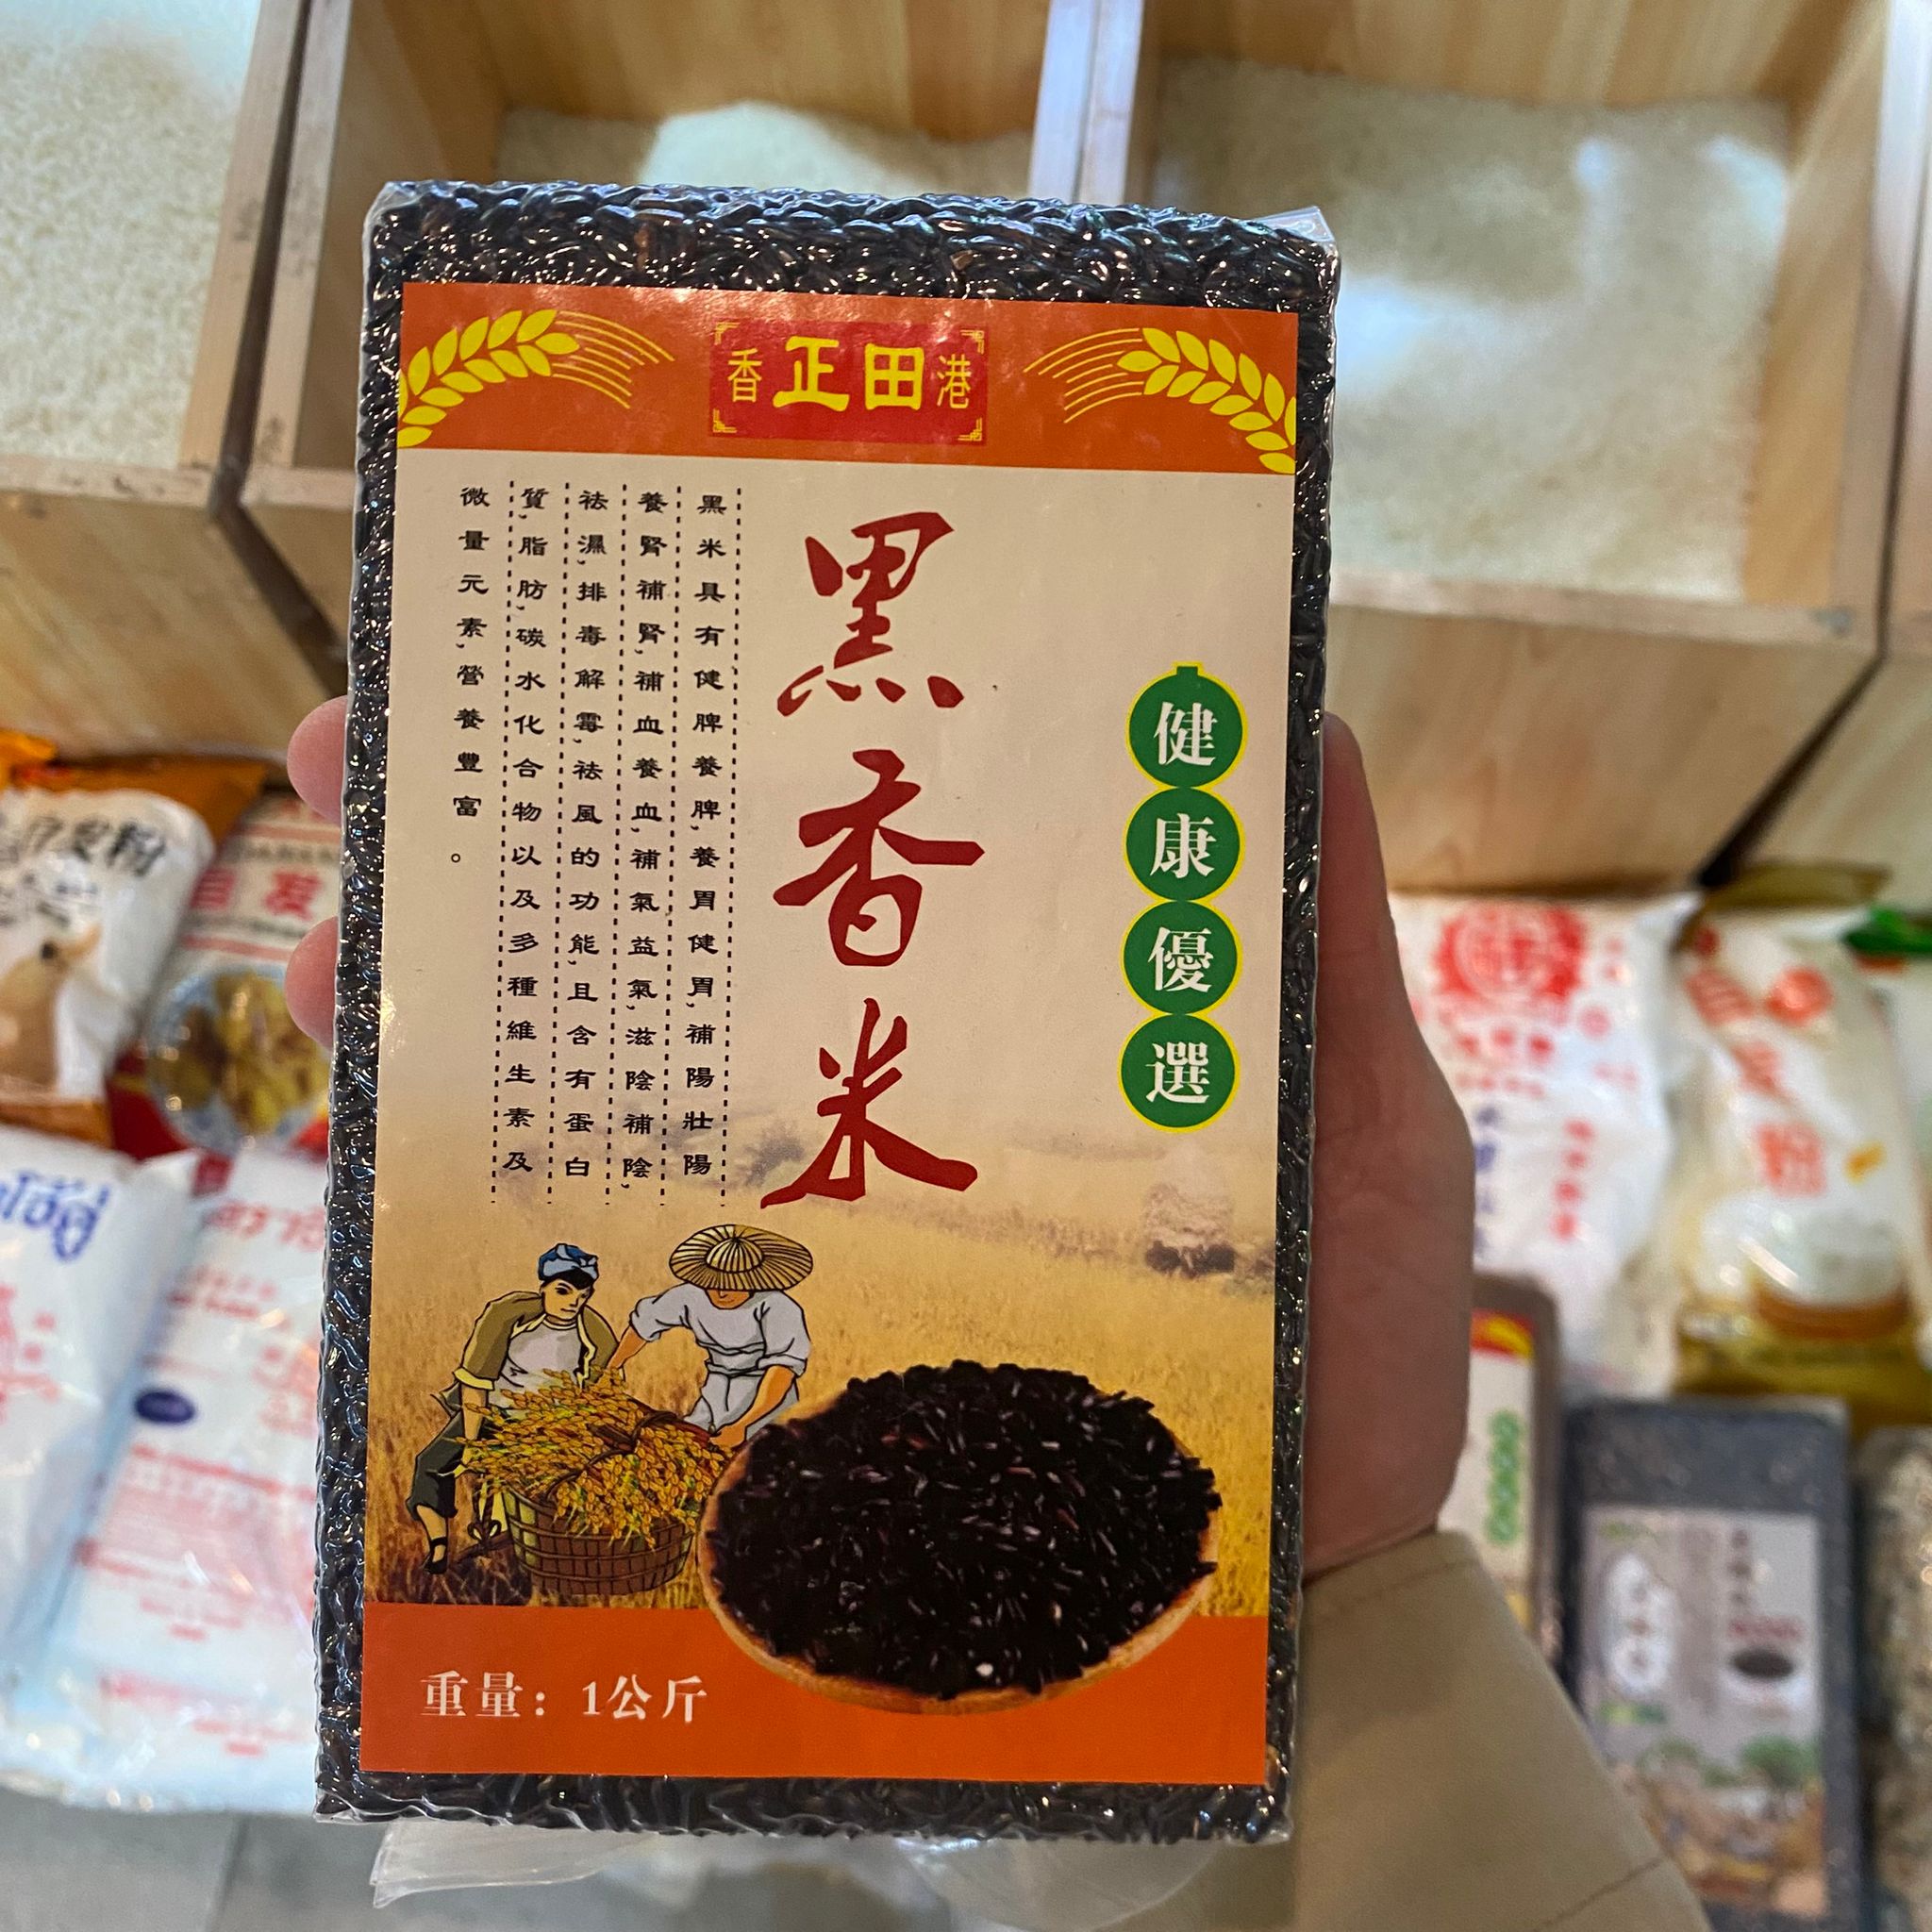 香正田港
健康優選
黑香米
黑米具有健脾養脾,養胃健胃,補陽壯陽
養腎補腎,補血養血,補氣益氣,滋陰補陰,
祛濕,排毒解霉,祛風的功能,且含有蛋白
質,脂肪,碳水化合物以及多種維生素及
微量元素,營養豐富。
重量：1公斤
自发